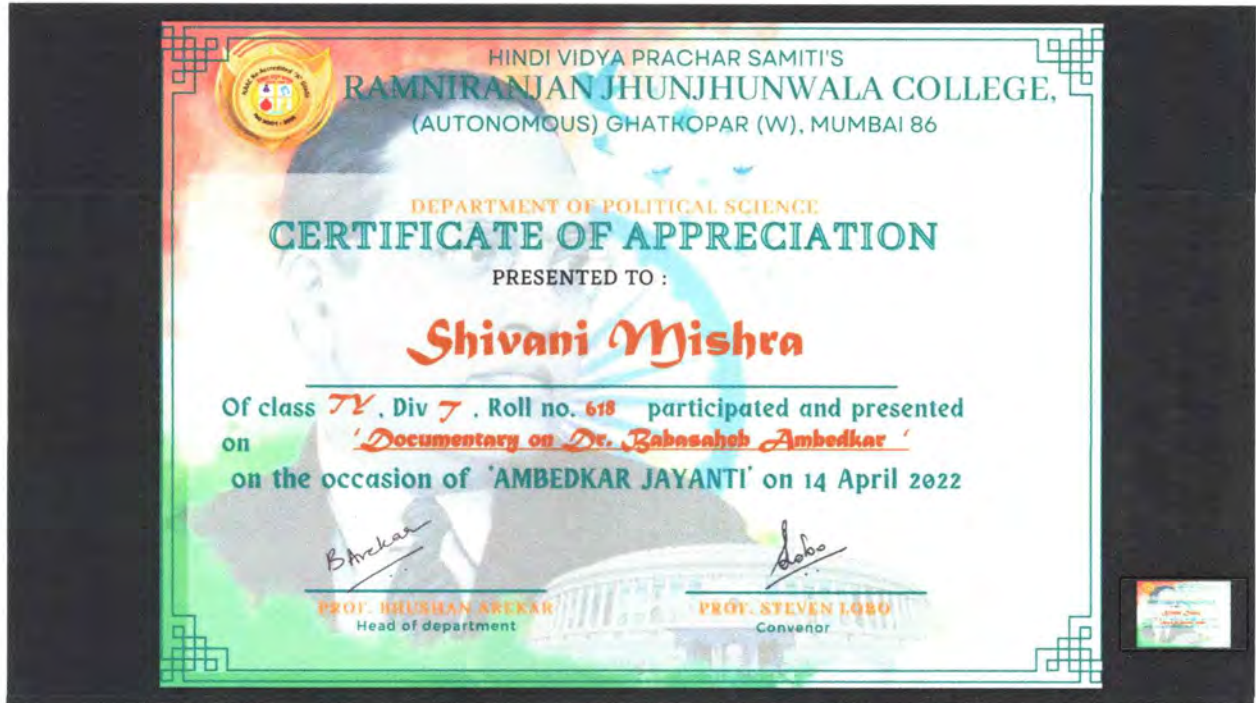 HINDI VIDYA PRACHAR SAMITI'S
RAMNIRANJAN JHUNJHUNWALA COLLEGE,
(AUTONOMOUS) GHATKOPAR (W), MUMBAI 86
DEPARTMENT OF POLITICAL SCIENCE
CERTIFICATE OF APPRECIATION
PRESENTED TO :
Shivani Mishra
Of class TY , Div 7 , Roll no. 618 participated and presented
on 'Documentary on Dr. Babasaheb Ambedkar '
on the occasion of 'AMBEDKAR JAYANTI' on 14 April 2022
BArekar
Lobo
PROF. BHUSHAN AREKAR
Head of department
PROF. STEVEN LOBO
Convenor